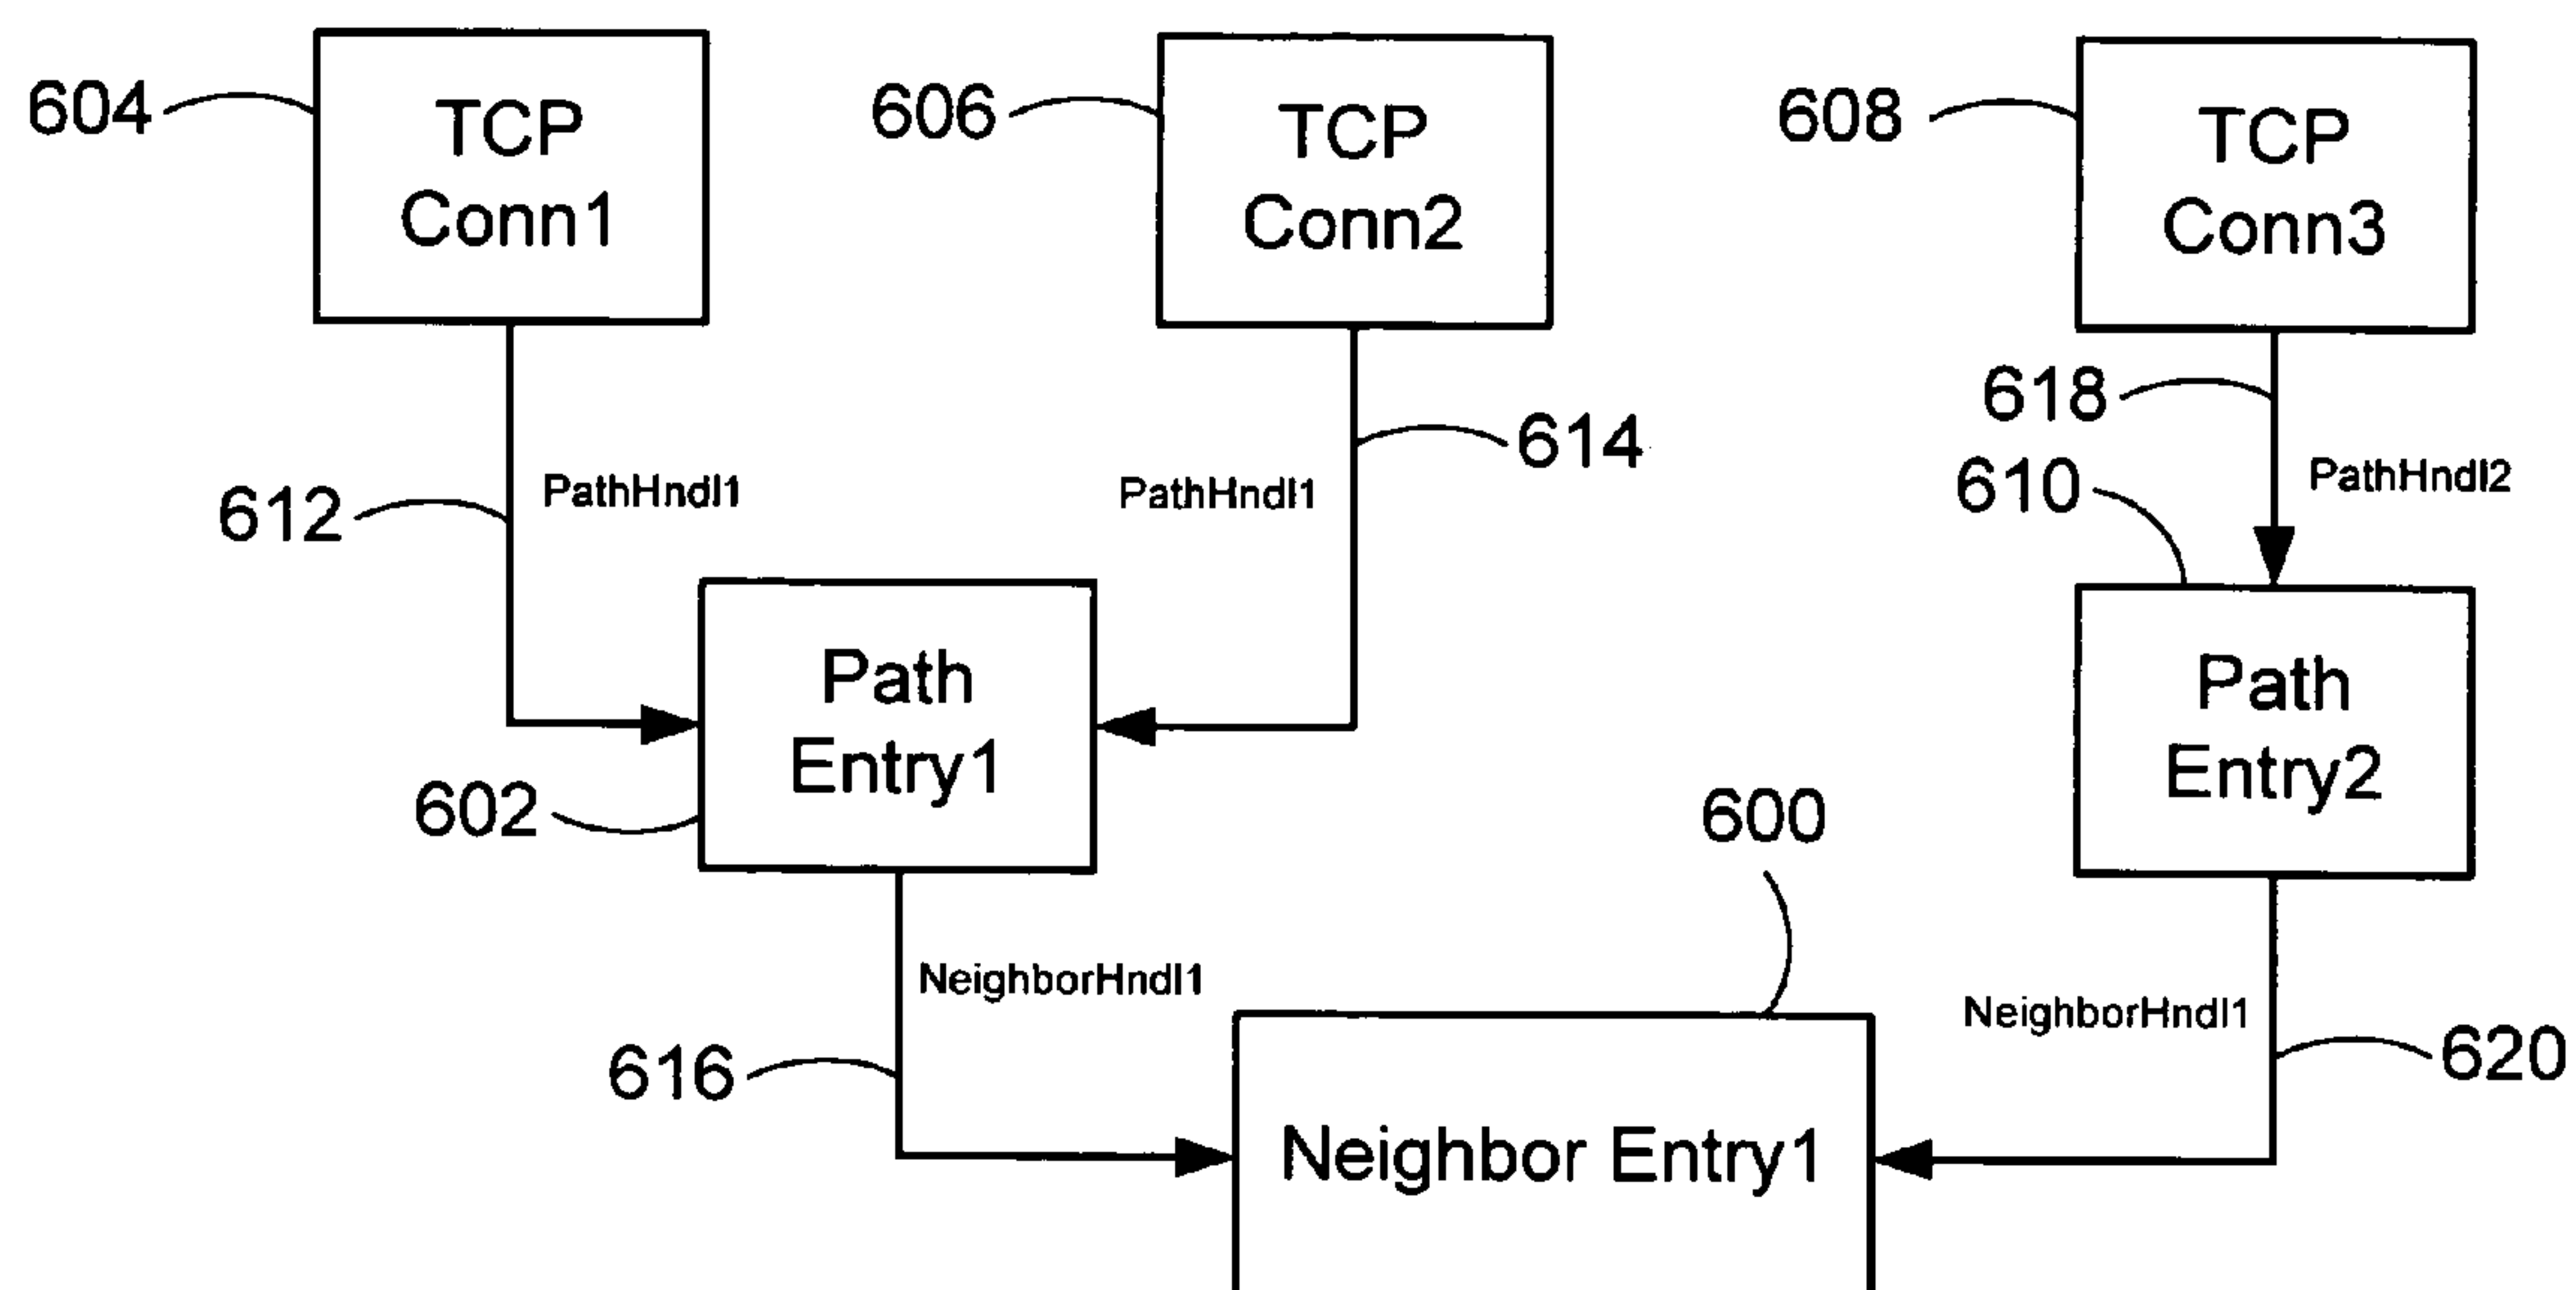 604
TCP
Conn1
606
TCP
Conn2
608
TCP
Conn3
612
PathHndl1
PathHndl1
614
618
610
PathHndl2
Path
Entry1
602
Path
Entry2
600
616
NeighborHndl1
NeighborHndl1
620
Neighbor Entry1